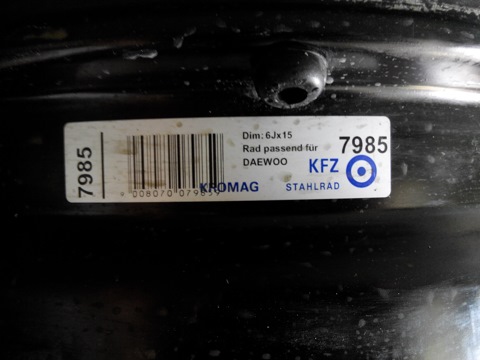 7985
Dim: 6Jx15
Rad passend für
DAEWOO
7985
KFZ
KROMAG STAHLRAD